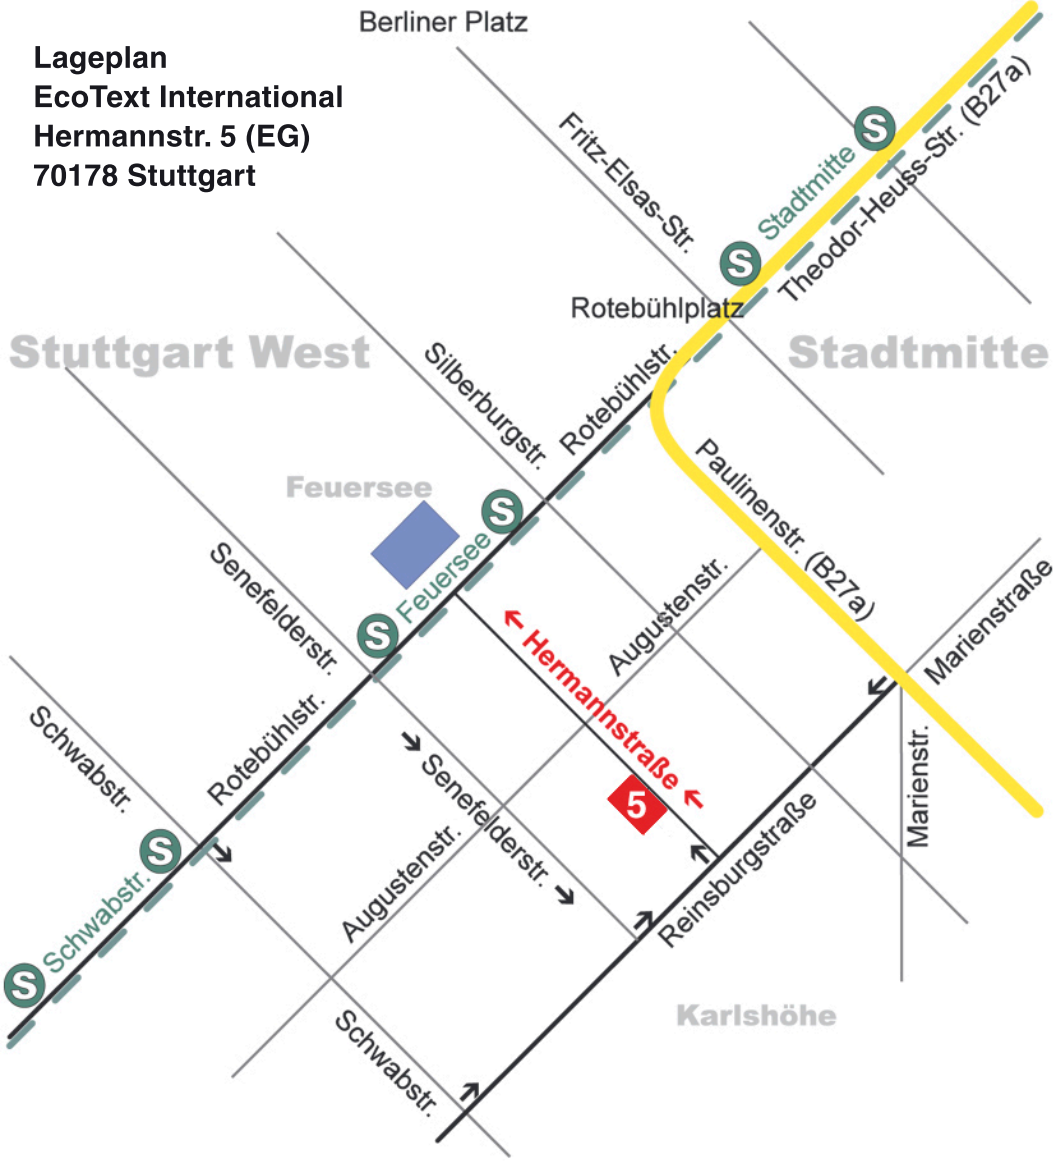 Berliner Platz
Lageplan
EcoText International
Hermannstr. 5 (EG)
70178 Stuttgart
Fritz-Elsas-Str.
S
Stadtmitte
S
Theodor-Heuss-Str. (B27a)
Rotebühlplatz
Stuttgart West
Stadtmitte
Silberburgstr.
Rotebühlstr.
Paulinenstr. (B27a)
Feuersee
S
Feuersee
S
Senefelderstr.
Augustenstr.
Marienstraße
Hermannstraße
5
Schwabstr.
Rotebühlstr.
Senefelderstr.
Marienstr.
Reinsburgstraße
S
Schwabstr.
S
Augustenstr.
Karlshöhe
Schwabstr.